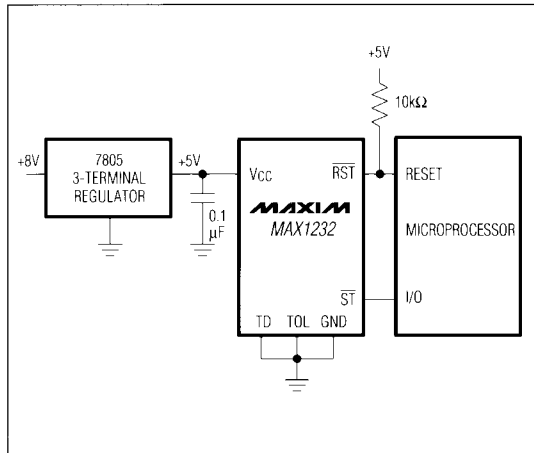 +5V
10kΩ
+8V
7805
3-TERMINAL
REGULATOR
+5V
0.1
μF
VCC
MAXIM
MAX1232
RST
ST
TD TOL GND
RESET
MICROPROCESSOR
I/O